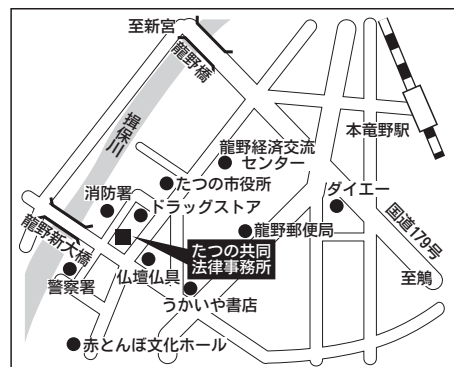 至新宮
龍野橋
揖保川
本竜野駅
龍野経済交流
センター
たつの市役所
消防署
ドラッグストア
ダイエー
龍野新大橋
龍野郵便局
国道179号
たつの共同
法律事務所
仏壇仏具
警察署
至鵤
うかいや書店
赤とんぼ文化ホール